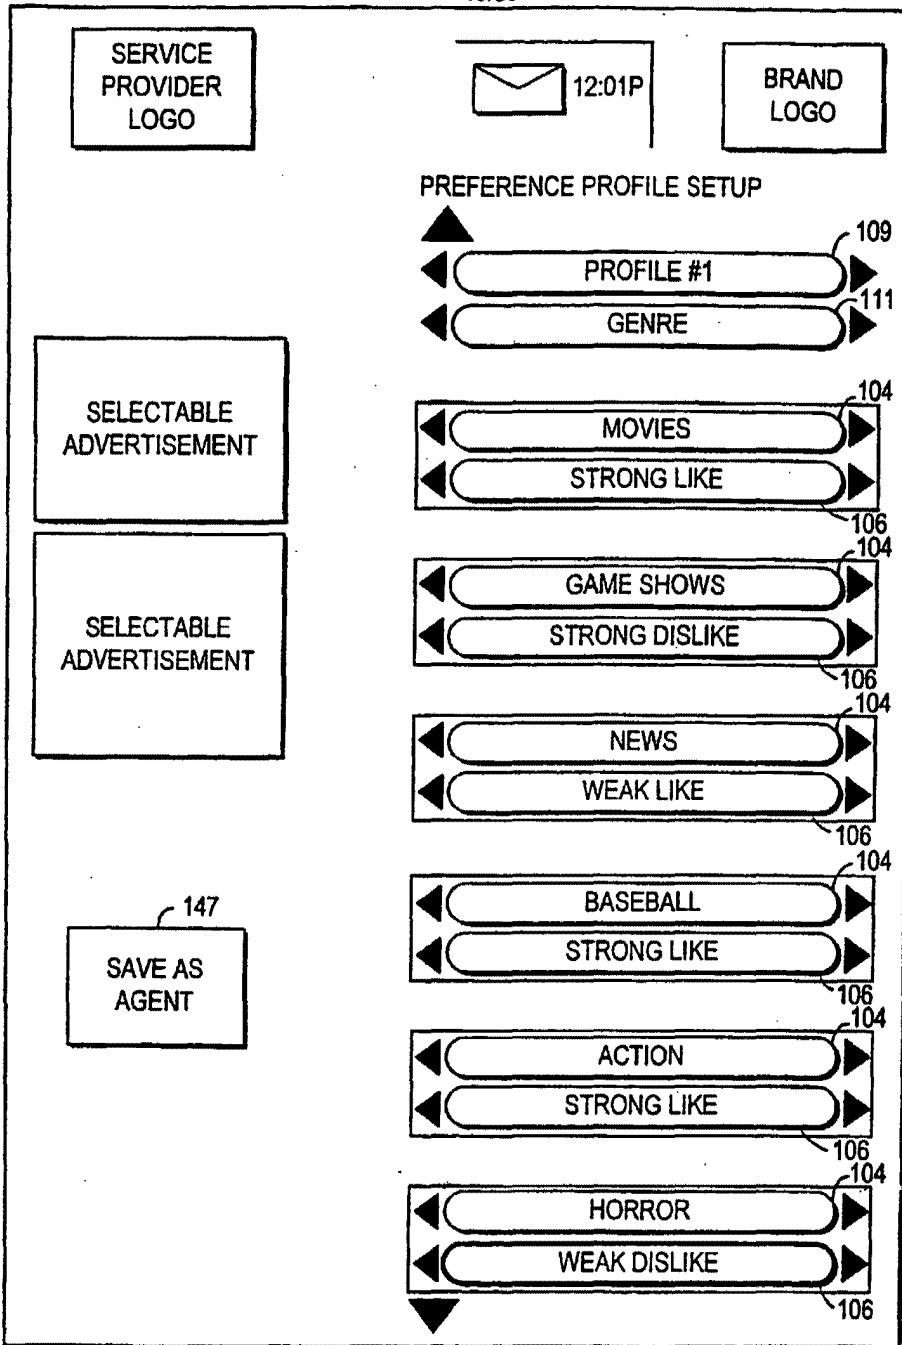 SERVICE
PROVIDER
LOGO
12:01P
BRAND
LOGO
PREFERENCE PROFILE SETUP
109
PROFILE #1
111
GENRE
SELECTABLE
ADVERTISEMENT
104
MOVIES
STRONG LIKE
106
104
GAME SHOWS
STRONG DISLIKE
106
SELECTABLE
ADVERTISEMENT
104
NEWS
WEAK LIKE
106
104
BASEBALL
STRONG LIKE
106
147
SAVE AS
AGENT
104
ACTION
STRONG LIKE
106
104
HORROR
WEAK DISLIKE
106